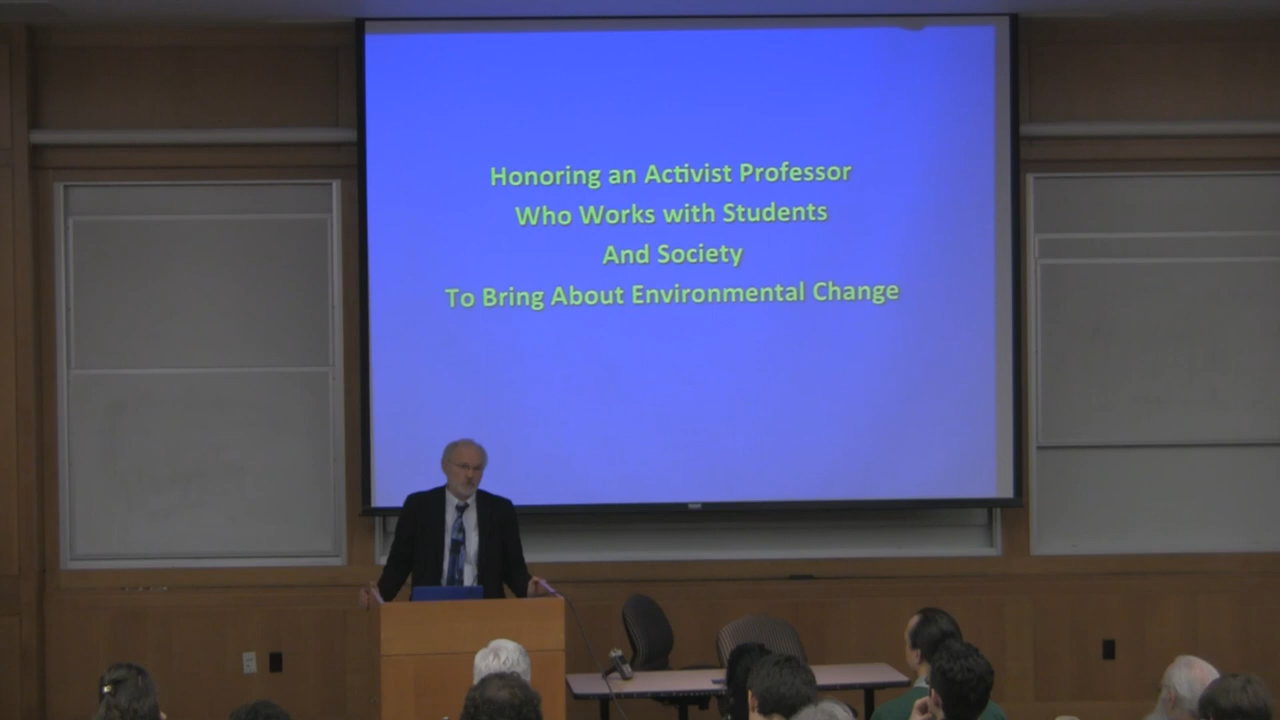 Honoring an Activist Professor
Who Works with Students
And Society
To Bring About Environmental Change